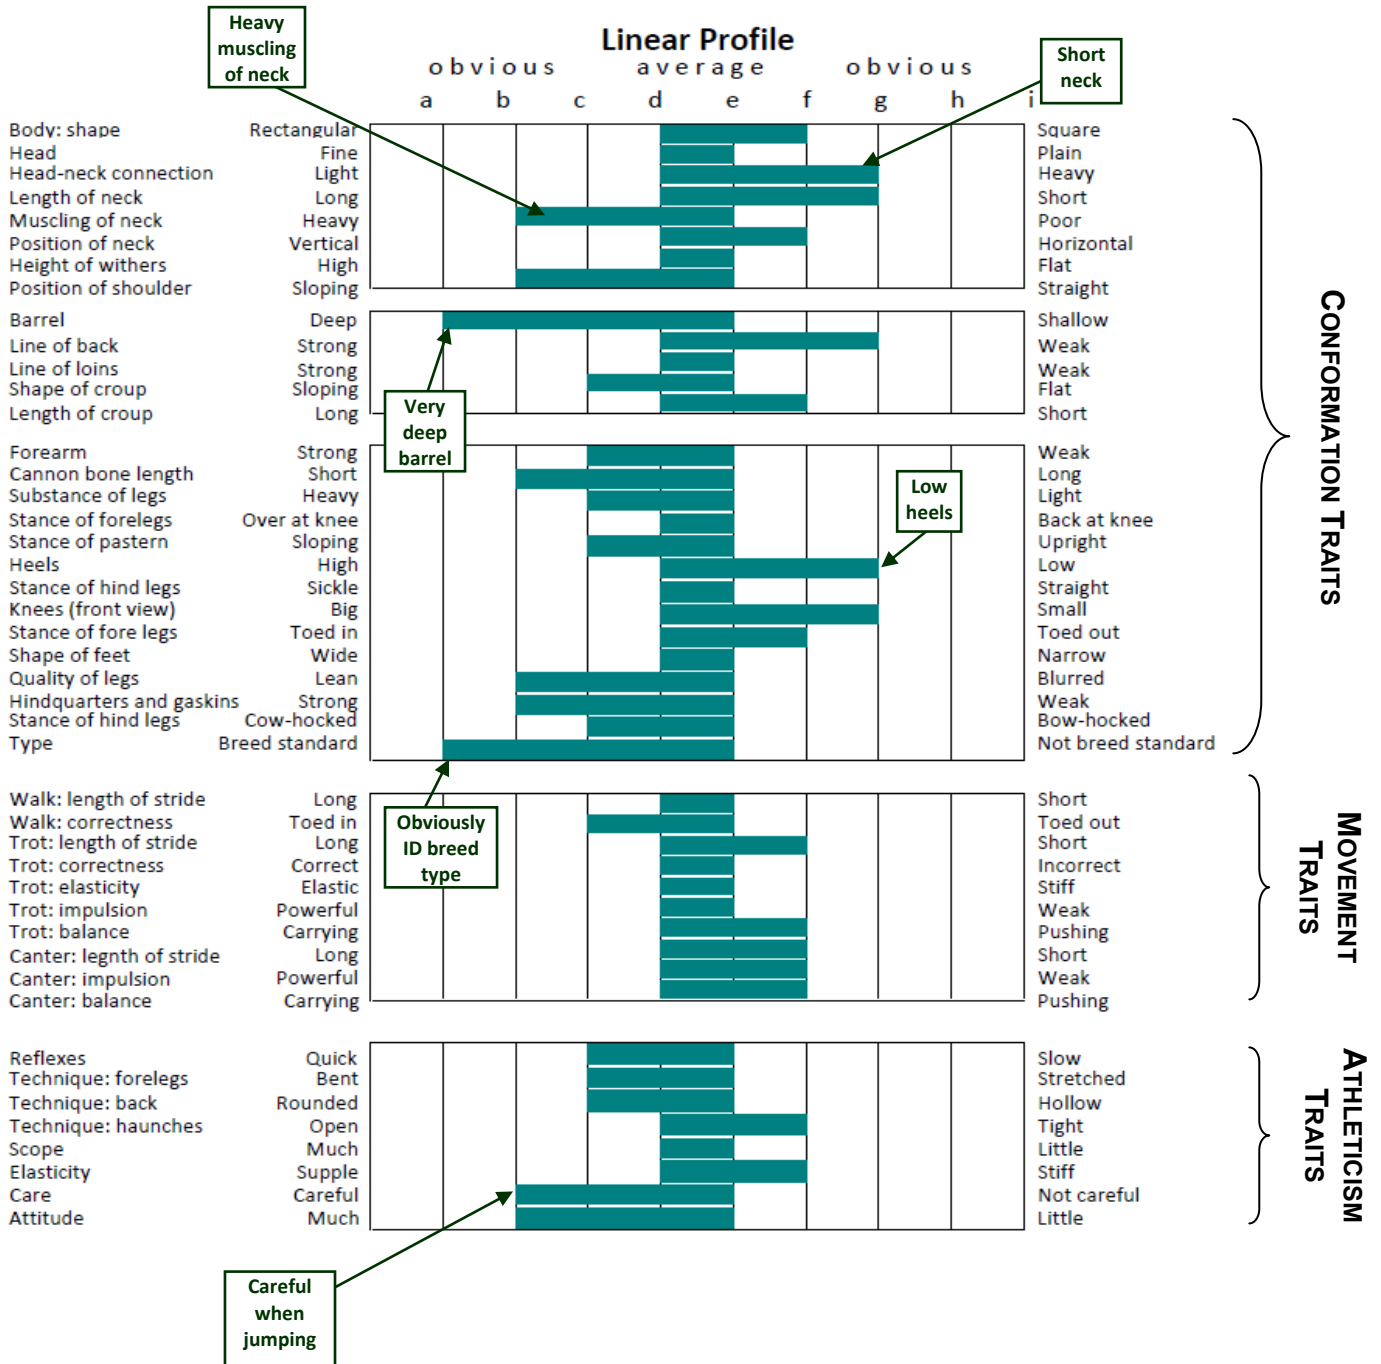 Linear Profile
obvious average obvious
a b c d e f g h i
Heavy
muscling
of neck
Short
neck
Body: shape Rectangular Square
Head Fine Plain
Head-neck connection Light Heavy
Length of neck Long Short
Muscling of neck Heavy Poor
Position of neck Vertical Horizontal
Height of withers High Flat
Position of shoulder Sloping Straight
Barrel Deep Shallow
Line of back Strong Weak
Line of loins Strong Weak
Shape of croup Sloping Flat
Length of croup Long Short
Very
deep
barrel
Forearm Strong Weak
Cannon bone length Short Long
Substance of legs Heavy Light
Stance of forelegs Over at knee Back at knee
Stance of pastern Sloping Upright
Heels High Low
Stance of hind legs Sickle Straight
Knees (front view) Big Small
Stance of fore legs Toed in Toed out
Shape of feet Wide Narrow
Quality of legs Lean Blurred
Hindquarters and gaskins Strong Weak
Stance of hind legs Cow-hocked Bow-hocked
Type Breed standard Not breed standard
Low
heels
CONFORMATION TRAITS
Walk: length of stride Long Short
Walk: correctness Toed in Toed out
Trot: length of stride Long Short
Trot: correctness Correct Incorrect
Trot: elasticity Elastic Stiff
Trot: impulsion Powerful Weak
Trot: balance Carrying Pushing
Canter: legnth of stride Long Short
Canter: impulsion Powerful Weak
Canter: balance Carrying Pushing
Obviously
ID breed
type
MOVEMENT
TRAITS
Reflexes Quick Slow
Technique: forelegs Bent Stretched
Technique: back Rounded Hollow
Technique: haunches Open Tight
Scope Much Little
Elasticity Supple Stiff
Care Careful Not careful
Attitude Much Little
ATHLETICISM
TRAITS
Careful
when
jumping